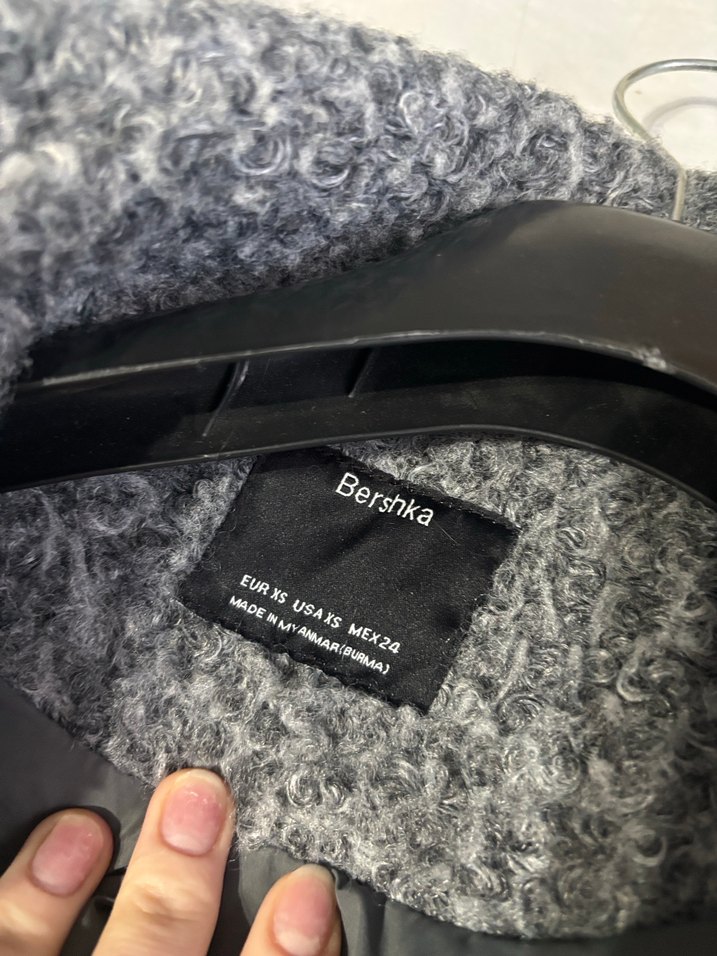 Bershka
EUR XS USA XS MEX 24
MADE IN MYANMAR(BURMA)